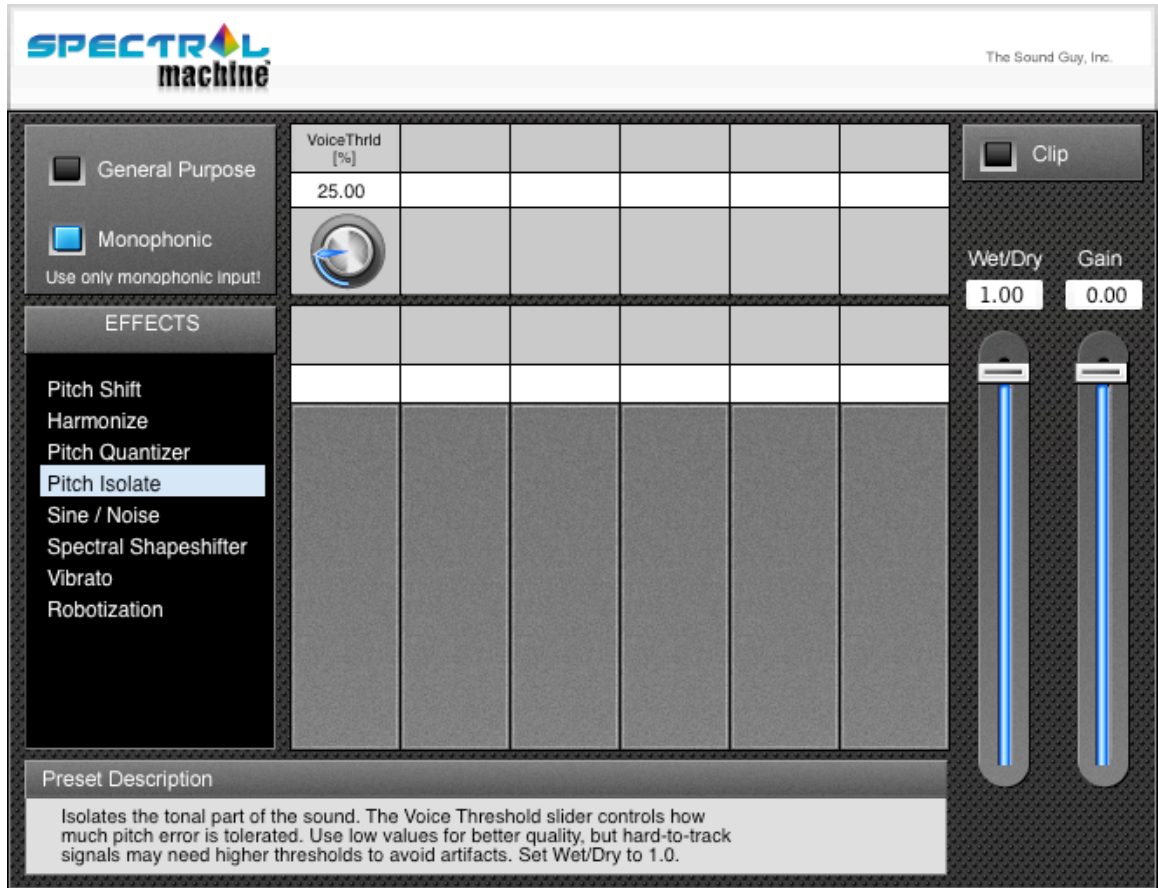 SPECTRAL
machine
The Sound Guy, Inc.
General Purpose
Monophonic
Use only monophonic input!
VoiceThrld
[%]
25.00
Clip
Wet/Dry
Gain
1.00
0.00
EFFECTS
Pitch Shift
Harmonize
Pitch Quantizer
Pitch Isolate
Sine / Noise
Spectral Shapeshifter
Vibrato
Robotization
Preset Description
Isolates the tonal part of the sound. The Voice Threshold slider controls how
much pitch error is tolerated. Use low values for better quality, but hard-to-track
signals may need higher thresholds to avoid artifacts. Set Wet/Dry to 1.0.